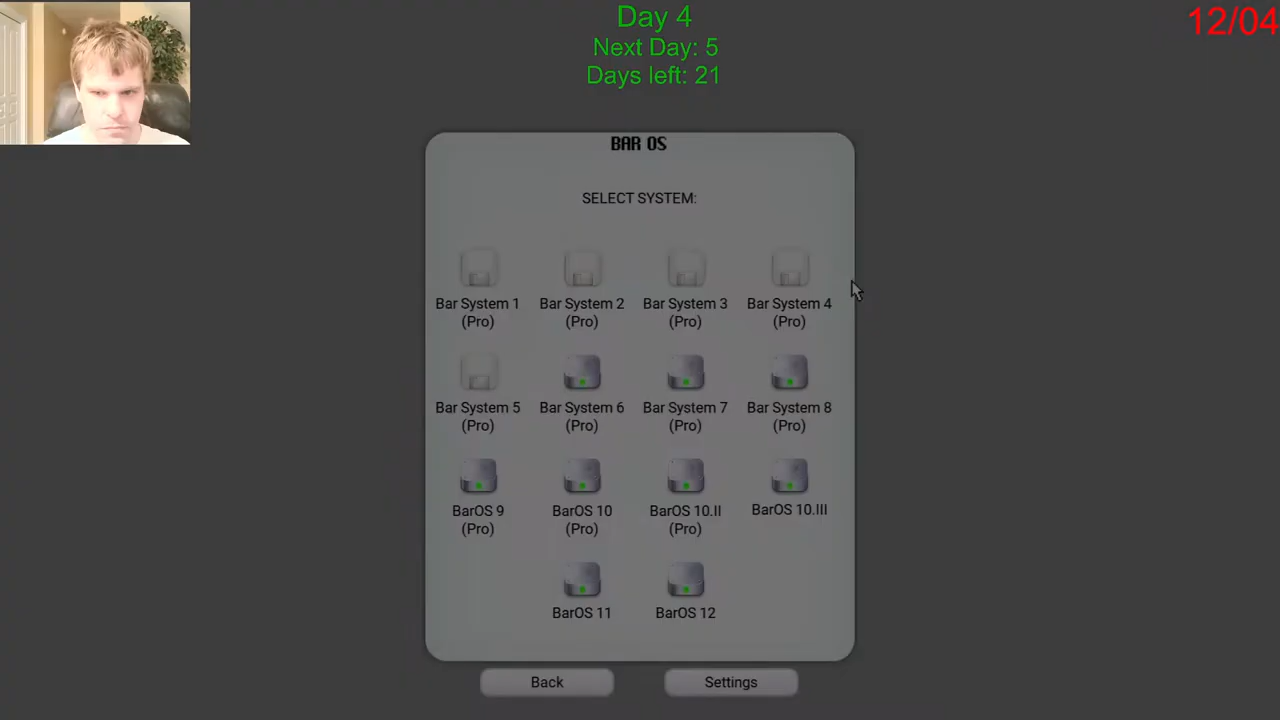 Day 4
Next Day: 5
Days left: 21
12/04
BAR OS
SELECT SYSTEM:
Bar System 1
(Pro)
Bar System 2
(Pro)
Bar System 3
(Pro)
Bar System 4
(Pro)
Bar System 5
(Pro)
Bar System 6
(Pro)
Bar System 7
(Pro)
Bar System 8
(Pro)
BarOS 9
(Pro)
BarOS 10
(Pro)
BarOS 10.II
(Pro)
BarOS 10.III
BarOS 11
BarOS 12
Back
Settings